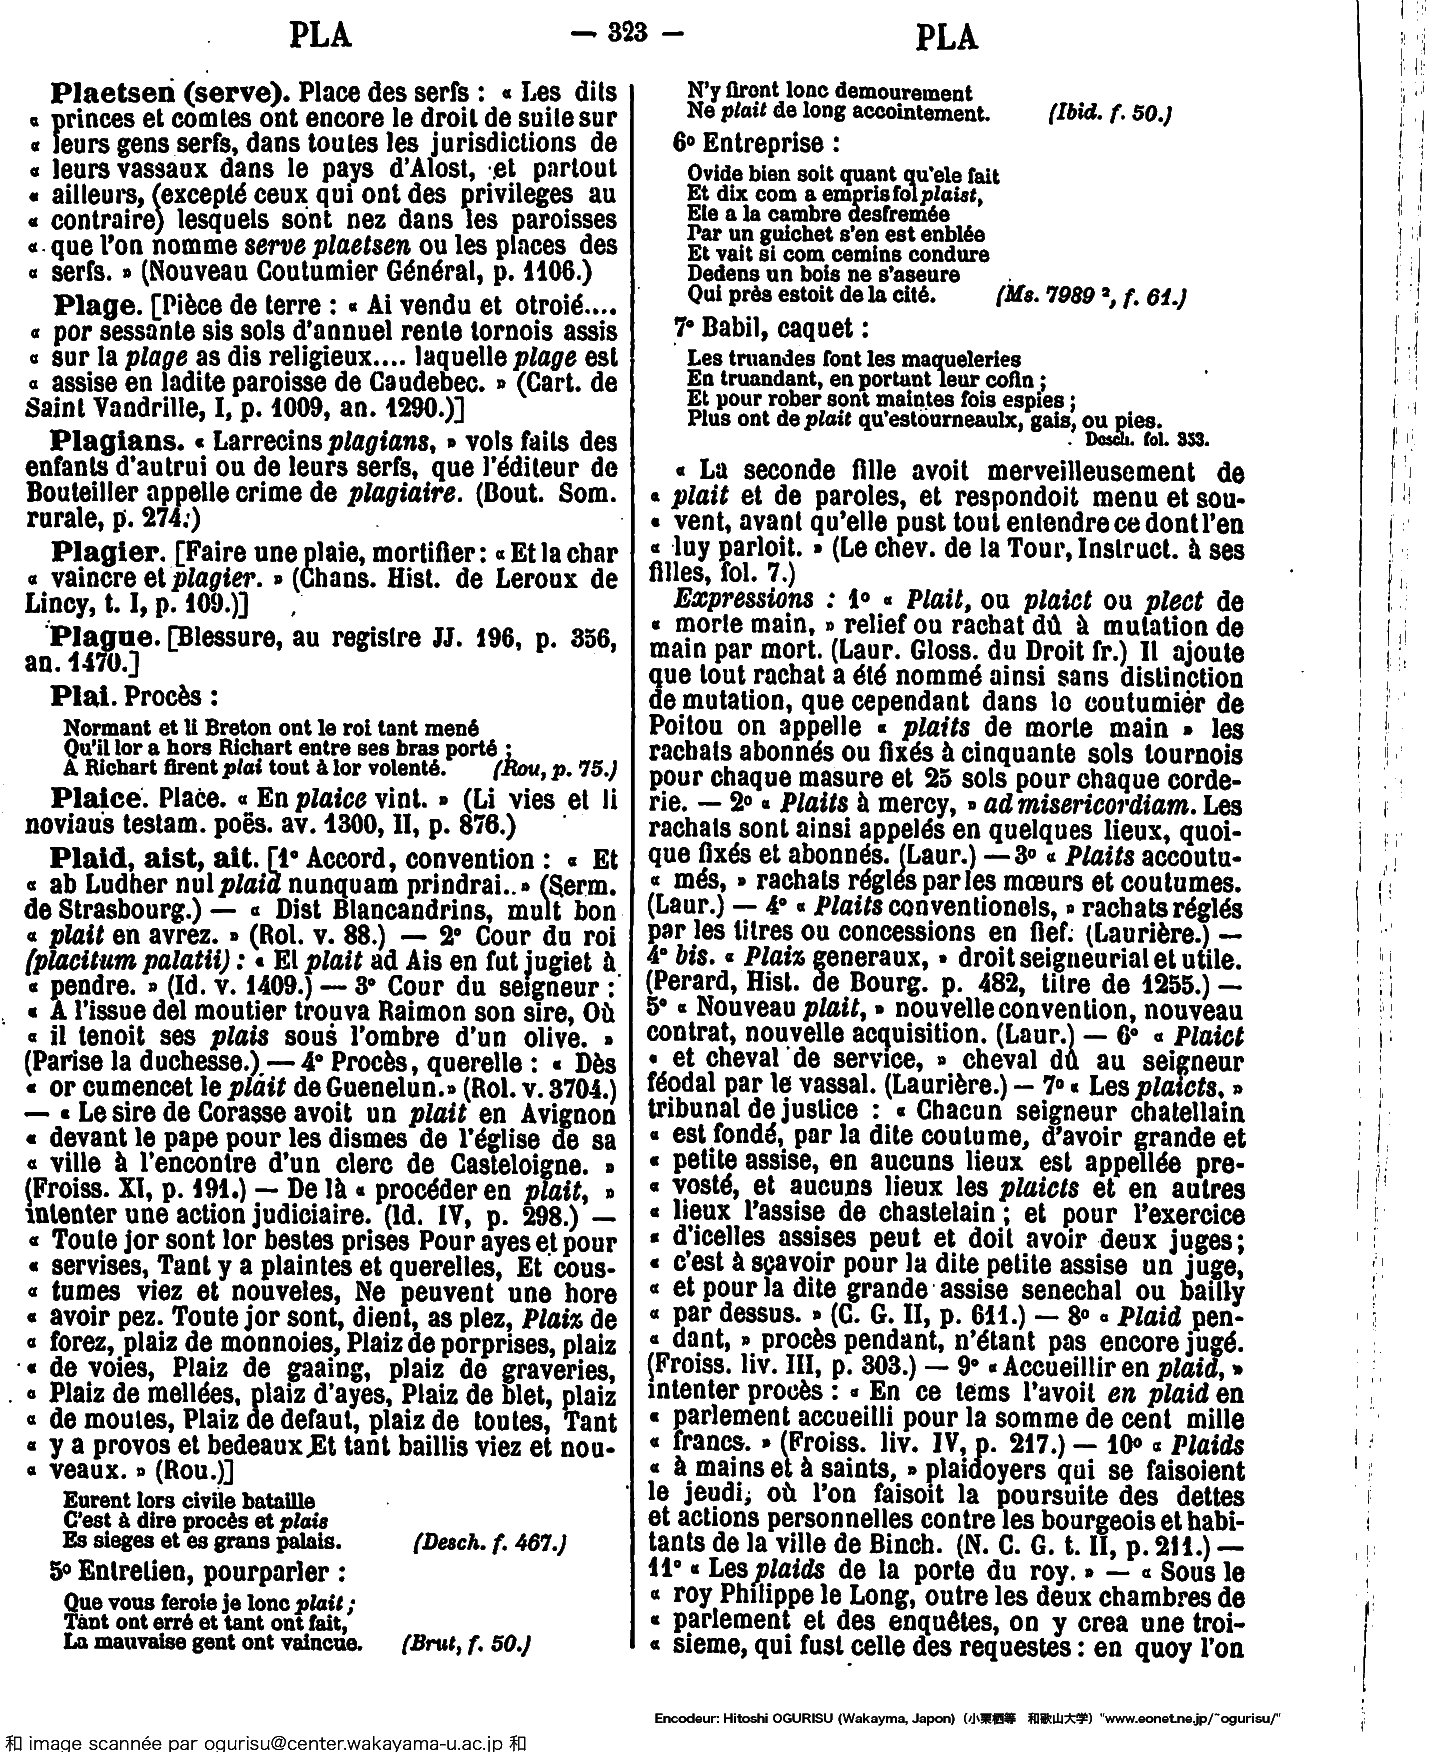 PLA — 323 — PLA
Plaetsen (serve). Place des serfs : « Les dits
« princes et comtes ont encore le droit de suite sur
« leurs gens serfs, dans toutes les jurisdictions de
« leurs vassaux dans le pays d'Alost, et partout
« ailleurs, (excepté ceux qui ont des privileges au
« contraire) lesquels sont nez dans les paroisses
« que l'on nomme serve plaetsen ou les places des
« serfs. » (Nouveau Coutumier Général, p. 1106.)
Plage. [Pièce de terre : « Ai vendu et otroié....
« por sessante sis sols d'annuel rente tornois assis
« sur la plage as dis religieux.... laquelle plage est
« assise en ladite paroisse de Caudebec. » (Cart. de
Saint Vandrille, I, p. 1009, an. 1290.)]
Plagians. « Larrecins plagians, » vols faits des
enfants d'autrui ou de leurs serfs, que l'éditeur de
Bouteiller appelle crime de plagiaire. (Bout. Som.
rurale, p. 274.)
Plagier. [Faire une plaie, mortifier : « Et la char
« vaincre et plagier. » (Chans. Hist. de Leroux de
Lincy, t. I, p. 109.)]
Plague. [Blessure, au registre JJ. 196, p. 356,
an. 1470.]
Plai. Procès :
Normant et li Breton ont le roi tant mené
Qu'il lor a hors Richart entre ses bras porté ;
A Richart firent plai tout à lor volenté. (Rou, p. 75.)
Plaice. Place. « En plaice vint. » (Li vies et li
noviaus testam. poës. av. 1300, II, p. 876.)
Plaid, aist, ait. [1° Accord, convention : « Et
« ab Ludher nul plaid nunquam prindrai.. » (Serm.
de Strasbourg.) — « Dist Blancandrins, mult bon
« plait en avrez. » (Rol. v. 88.) — 2° Cour du roi
(placitum palatii) : « El plait ad Ais en fut jugiet à
« pendre. » (Id. v. 1409.) — 3° Cour du seigneur :
« A l'issue del moutier trouva Raimon son sire, Où
« il tenoit ses plais sous l'ombre d'un olive. »
(Parise la duchesse.) — 4° Procès, querelle : « Dès
« or cumencet le plait de Guenelun. » (Rol. v. 3704.)
— « Le sire de Corasse avoit un plait en Avignon
« devant le pape pour les dismes de l'église de sa
« ville à l'encontre d'un clerc de Casteloigne. »
(Froiss. XI, p. 191.) — De là « procéder en plait, »
intenter une action judiciaire. (Id. IV, p. 298.) —
« Toute jor sont lor bestes prises Pour ayes et pour
« servises, Tant y a plaintes et querelles, Et cous-
« tumes viez et nouveles, Ne peuvent une hore
« avoir pez. Toute jor sont, dient, as plez, Plaiz de
« forez, plaiz de monnoies, Plaiz de porprises, plaiz
« de voies, Plaiz de gaaing, plaiz de graveries,
« Plaiz de mellées, plaiz d'ayes, Plaiz de blet, plaiz
« de moutes, Plaiz de defaut, plaiz de toutes, Tant
« y a provos et bedeaux, Et tant baillis viez et nou-
« veaux. » (Rou.)]
Eurent lors civile bataille
C'est à dire procès et plais
Es sieges et es grans palais. (Desch. f. 467.)
5° Entretien, pourparler :
Que vous feroie je lonc plait ;
Tant ont erré et tant ont fait,
La mauvaise gent ont vaincue. (Brut, f. 50.)
N'y firont lonc demourement
Ne plait de long accointement. (Ibid. f. 50.)
6° Entreprise :
Ovide bien soit quant qu'ele fait
Et dix com a empris fol plaist,
Ele a la cambre desfremée
Par un guichet s'en est enblée
Et vait si com cemins condure
Dedens un bois ne s'aseure
Qui près estoit de la cité. (Ms. 7989 ², f. 61.)
7° Babil, caquet :
Les truandes font les maqueleries
En truandant, en portant leur cofin ;
Et pour rober sont maintes fois espies ;
Plus ont de plait qu'estourneaulx, gais, ou pies.
Desch. fol. 353.
« La seconde fille avoit merveilleusement de
« plait et de paroles, et respondoit menu et sou-
« vent, avant qu'elle pust tout entendre ce dont l'en
« luy parloit. » (Le chev. de la Tour, Instruct. à ses
filles, fol. 7.)
Expressions : 1° « Plait, ou plaict ou plect de
« morte main, » relief ou rachat dû à mutation de
main par mort. (Laur. Gloss. du Droit fr.) Il ajoute
que tout rachat a été nommé ainsi sans distinction
de mutation, que cependant dans le coutumier de
Poitou on appelle « plaits de morte main » les
rachats abonnés ou fixés à cinquante sols tournois
pour chaque masure et 25 sols pour chaque corde-
rie. — 2° « Plaits à mercy, » ad misericordiam. Les
rachats sont ainsi appelés en quelques lieux, quoi-
que fixés et abonnés. (Laur.) — 3° « Plaits accoutu-
« més, » rachats réglés par les mœurs et coutumes.
(Laur.) — 4° « Plaits conventionels, » rachats réglés
par les titres ou concessions en fief. (Laurière.) —
4° bis. « Plaiz generaux, » droit seigneurial et utile.
(Perard, Hist. de Bourg. p. 482, titre de 1255.) —
5° « Nouveau plait, » nouvelle convention, nouveau
contrat, nouvelle acquisition. (Laur.) — 6° « Plaict
« et cheval de service, » cheval dû au seigneur
féodal par le vassal. (Laurière.) — 7° « Les plaicts, »
tribunal de justice : « Chacun seigneur chatellain
« est fondé, par la dite coutume, d'avoir grande et
« petite assise, en aucuns lieux est appellée pre-
« vosté, et aucuns lieux les plaicts et en autres
« lieux l'assise de chastelain ; et pour l'exercice
« d'icelles assises peut et doit avoir deux juges ;
« c'est à sçavoir pour la dite petite assise un juge,
« et pour la dite grande assise senechal ou bailly
« par dessus. » (C. G. II, p. 611.) — 8° « Plaid pen-
« dant, » procès pendant, n'étant pas encore jugé.
(Froiss. liv. III, p. 303.) — 9° « Accueillir en plaid, »
intenter procès : « En ce tems l'avoit en plaid en
« parlement accueilli pour la somme de cent mille
« francs. » (Froiss. liv. IV, p. 217.) — 10° « Plaids
« à mains et à saints, » plaidoyers qui se faisoient
le jeudi, où l'on faisoit la poursuite des dettes
et actions personnelles contre les bourgeois et habi-
tants de la ville de Binch. (N. C. G. t. II, p. 211.) —
11° « Les plaids de la porte du roy. » — « Sous le
« roy Philippe le Long, outre les deux chambres de
« parlement et des enquêtes, on y crea une troi-
« sieme, qui fust celle des requestes : en quoy l'on
Encodeur: Hitoshi OGURISU (Wakayma, Japon) (小栗栖等 和歌山大学) "www.eonet.ne.jp/~ogurisu/"
和 image scannée par ogurisu@center.wakayama-u.ac.jp 和